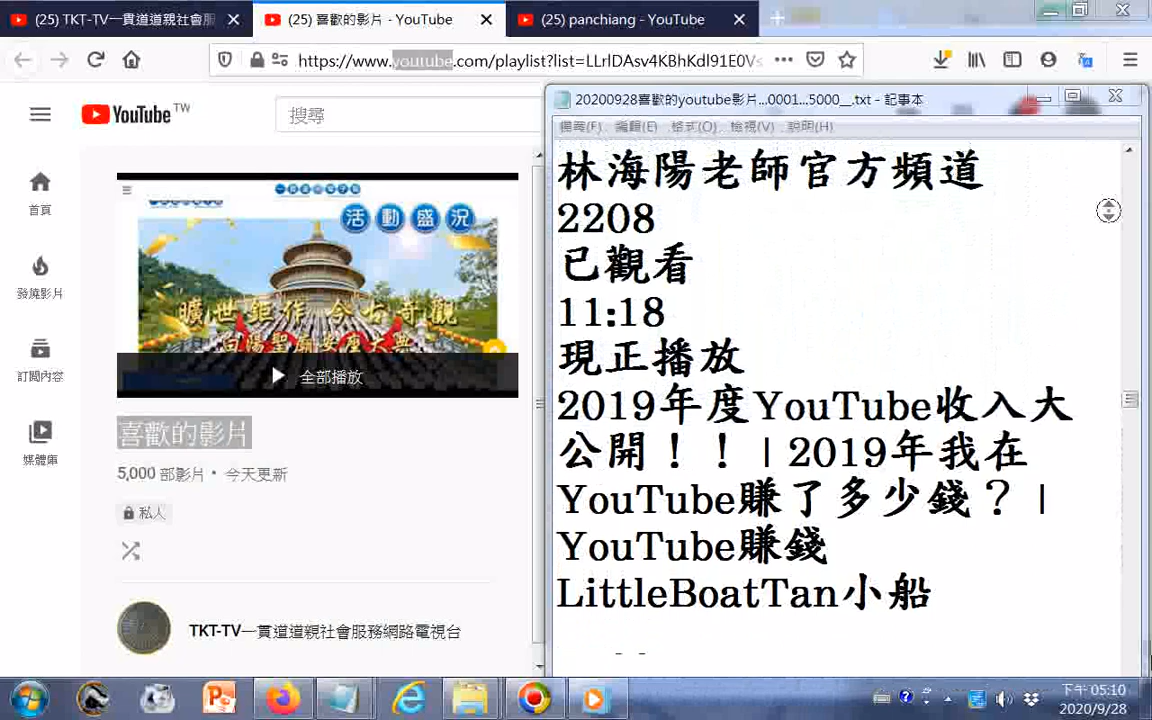 (25) TKT-TV一貫道道親社會服
(25) 喜歡的影片 - YouTube
(25) panchiang - YouTube
https://www.youtube.com/playlist?list=LLrlDAsv4KBhKdl91E0Vs
YouTube TW
搜尋
首頁
發燒影片
訂閱內容
媒體庫
活動盛況
曠世鉅作 今古奇觀
全部播放
喜歡的影片
5,000 部影片・今天更新
私人
TKT-TV一貫道道親社會服務網路電視台
20200928喜歡的youtube影片...0001...5000__.txt - 記事本
檔案(F) 編輯(E) 格式(O) 檢視(V) 說明(H)
林海陽老師官方頻道
2208
已觀看
11:18
現正播放
2019年度YouTube收入大
公開！！ | 2019年我在
YouTube賺了多少錢？ |
YouTube賺錢
LittleBoatTan小船
下午 05:10
2020/9/28